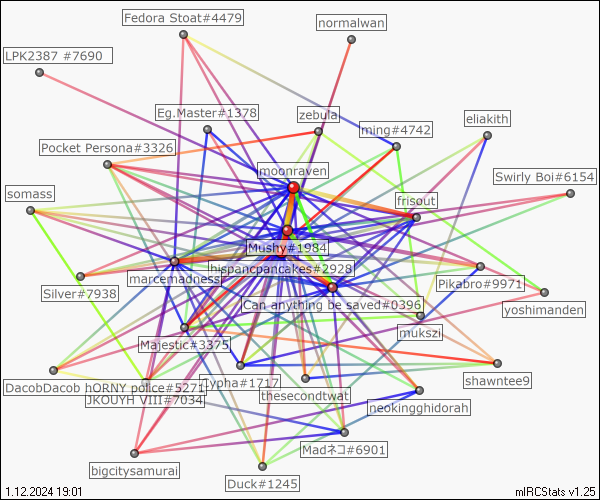 Fedora Stoat#4479
normalwan
LPK2387 #7690
Eg.Master#1378
zebula
ming#4742
eliakith
Pocket Persona#3326
moonraven
Swirly Boi#6154
somass
frisout
Mushy#1984
hispancpancakes#2928
marcemadness
Silver#7938
Can anything be saved#0396
Pikabro#9971
yoshimanden
mukszi
Majestic#3375
DacobDacob
hORNY police#5271
Cypha#1717
shawntee9
JKOUYH VIII#7034
thesecondtwat
neokingghidorah
Madネコ#6901
bigcitysamurai
Duck#1245
1.12.2024 19:01
mIRCStats v1.25